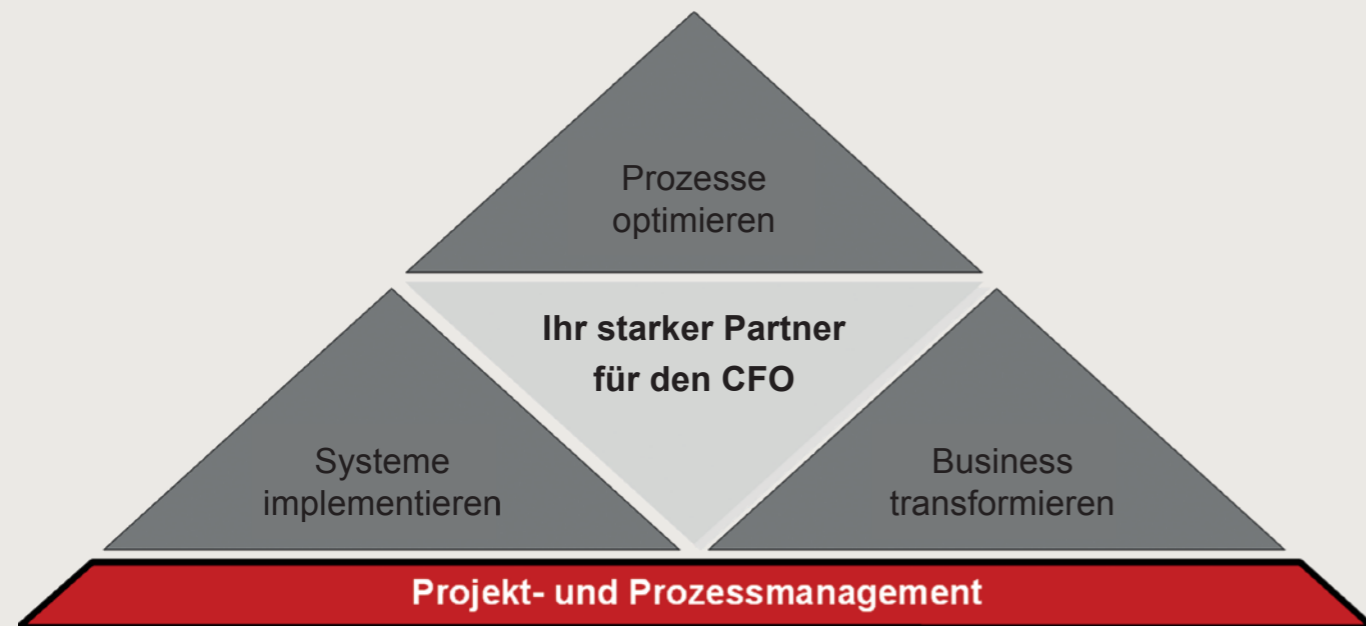 Prozesse
optimieren
Ihr starker Partner
für den CFO
Systeme
implementieren
Business
transformieren
Projekt- und Prozessmanagement